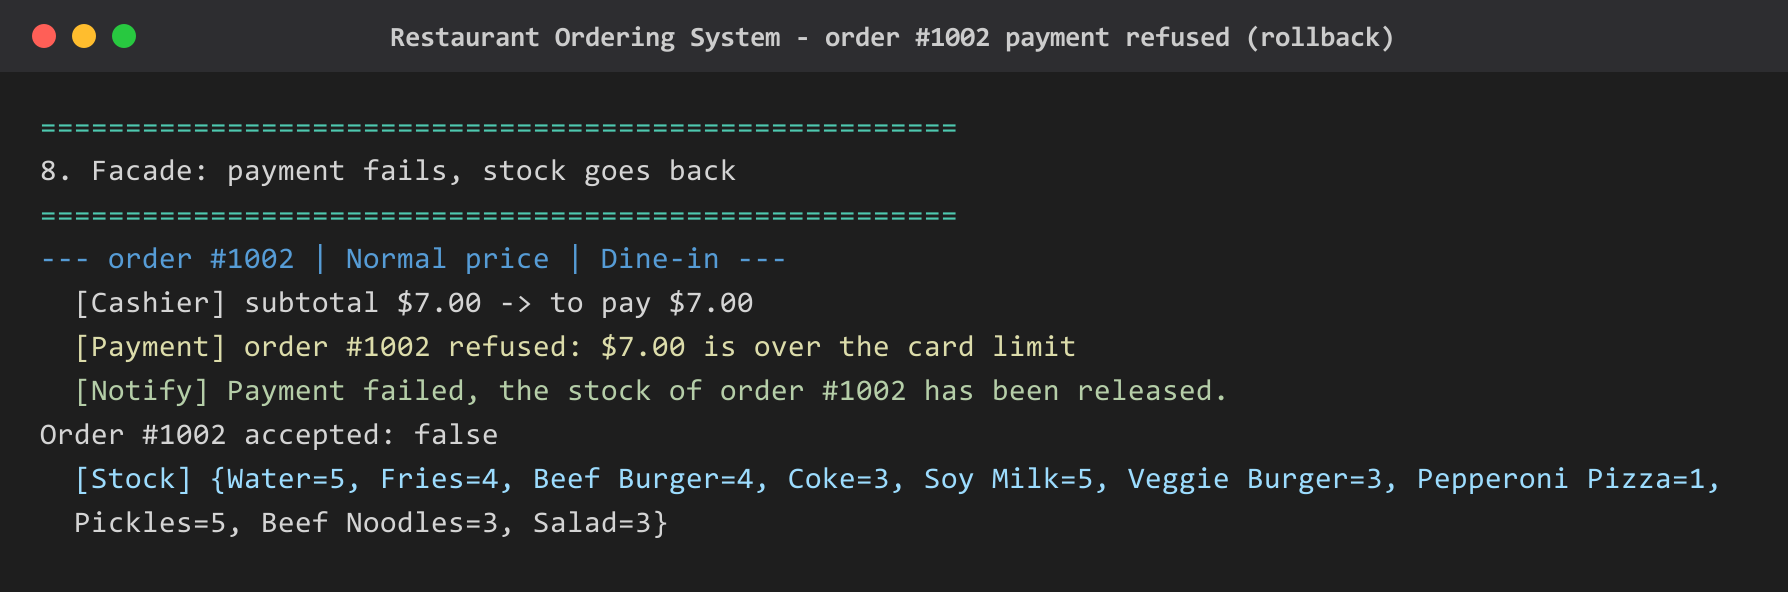 Restaurant Ordering System - order #1002 payment refused (rollback)
======================================================
8. Facade: payment fails, stock goes back
======================================================
--- order #1002 | Normal price | Dine-in ---
[Cashier] subtotal $7.00 -> to pay $7.00
[Payment] order #1002 refused: $7.00 is over the card limit
[Notify] Payment failed, the stock of order #1002 has been released.
Order #1002 accepted: false
[Stock] {Water=5, Fries=4, Beef Burger=4, Coke=3, Soy Milk=5, Veggie Burger=3, Pepperoni Pizza=1,
Pickles=5, Beef Noodles=3, Salad=3}